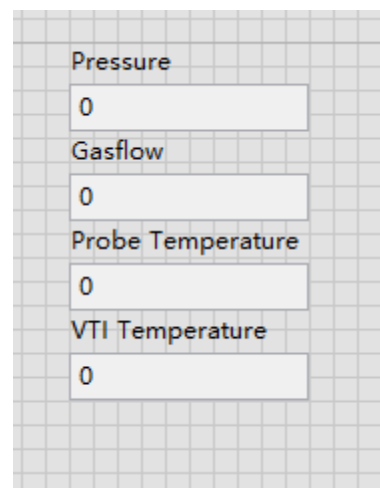 Pressure
0
Gasflow
0
Probe Temperature
0
VTI Temperature
0